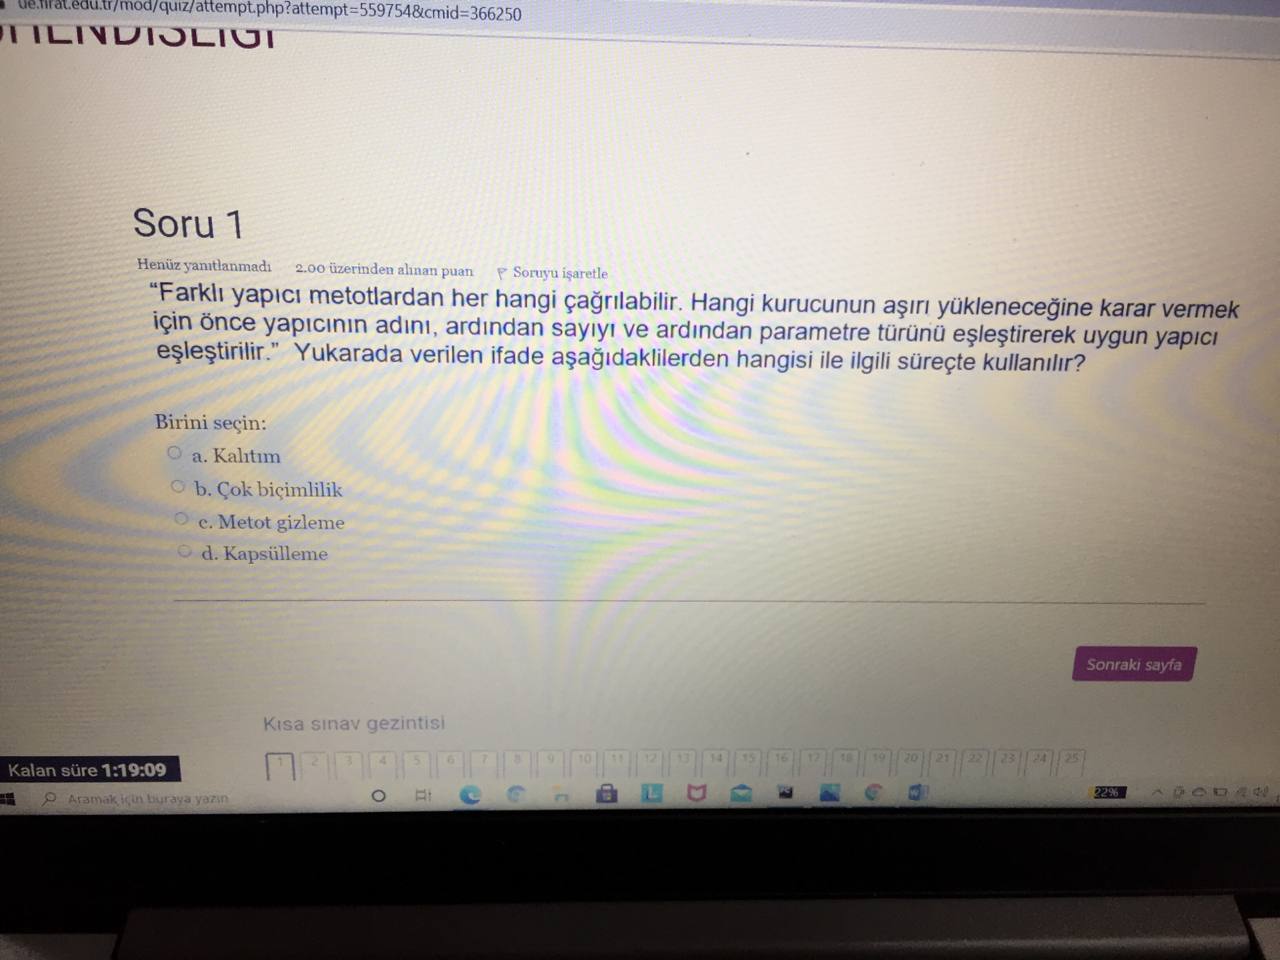 ue.firat.edu.tr/mod/quiz/attempt.php?attempt=559754&cmid=366250
Soru 1
Henüz yanıtlanmadı 2.00 üzerinden alınan puan Soruyu işaretle
“Farklı yapıcı metotlardan her hangi çağrılabilir. Hangi kurucunun aşırı yükleneceğine karar vermek
için önce yapıcının adını, ardından sayıyı ve ardından parametre türünü eşleştirerek uygun yapıcı
eşleştirilir.” Yukarada verilen ifade aşağıdaklilerden hangisi ile ilgili süreçte kullanılır?
Birini seçin:
a. Kalıtım
b. Çok biçimlilik
c. Metot gizleme
d. Kapsülleme
Sonraki sayfa
Kısa sınav gezintisi
1 2 3 4 5 6 7 8 9 10 11 12 13 14 15 16 17 18 19 20 21 22 23 24 25
Kalan süre 1:19:09
Aramak için buraya yazın
22%